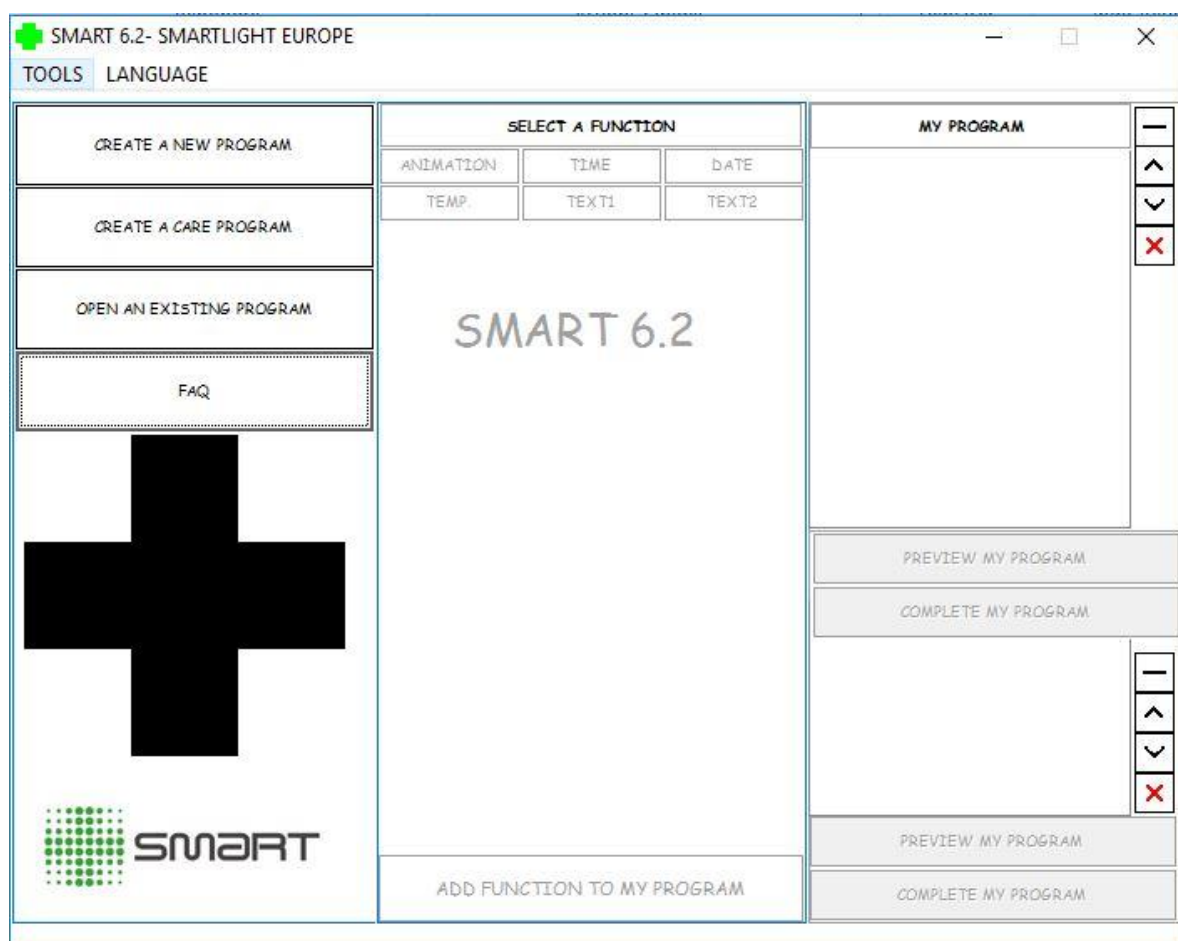 SMART 6.2- SMARTLIGHT EUROPE
TOOLS LANGUAGE
CREATE A NEW PROGRAM
CREATE A CARE PROGRAM
OPEN AN EXISTING PROGRAM
FAQ
SMART
SELECT A FUNCTION
ANIMATION TIME DATE
TEMP. TEXT1 TEXT2
SMART 6.2
ADD FUNCTION TO MY PROGRAM
MY PROGRAM
PREVIEW MY PROGRAM
COMPLETE MY PROGRAM
PREVIEW MY PROGRAM
COMPLETE MY PROGRAM